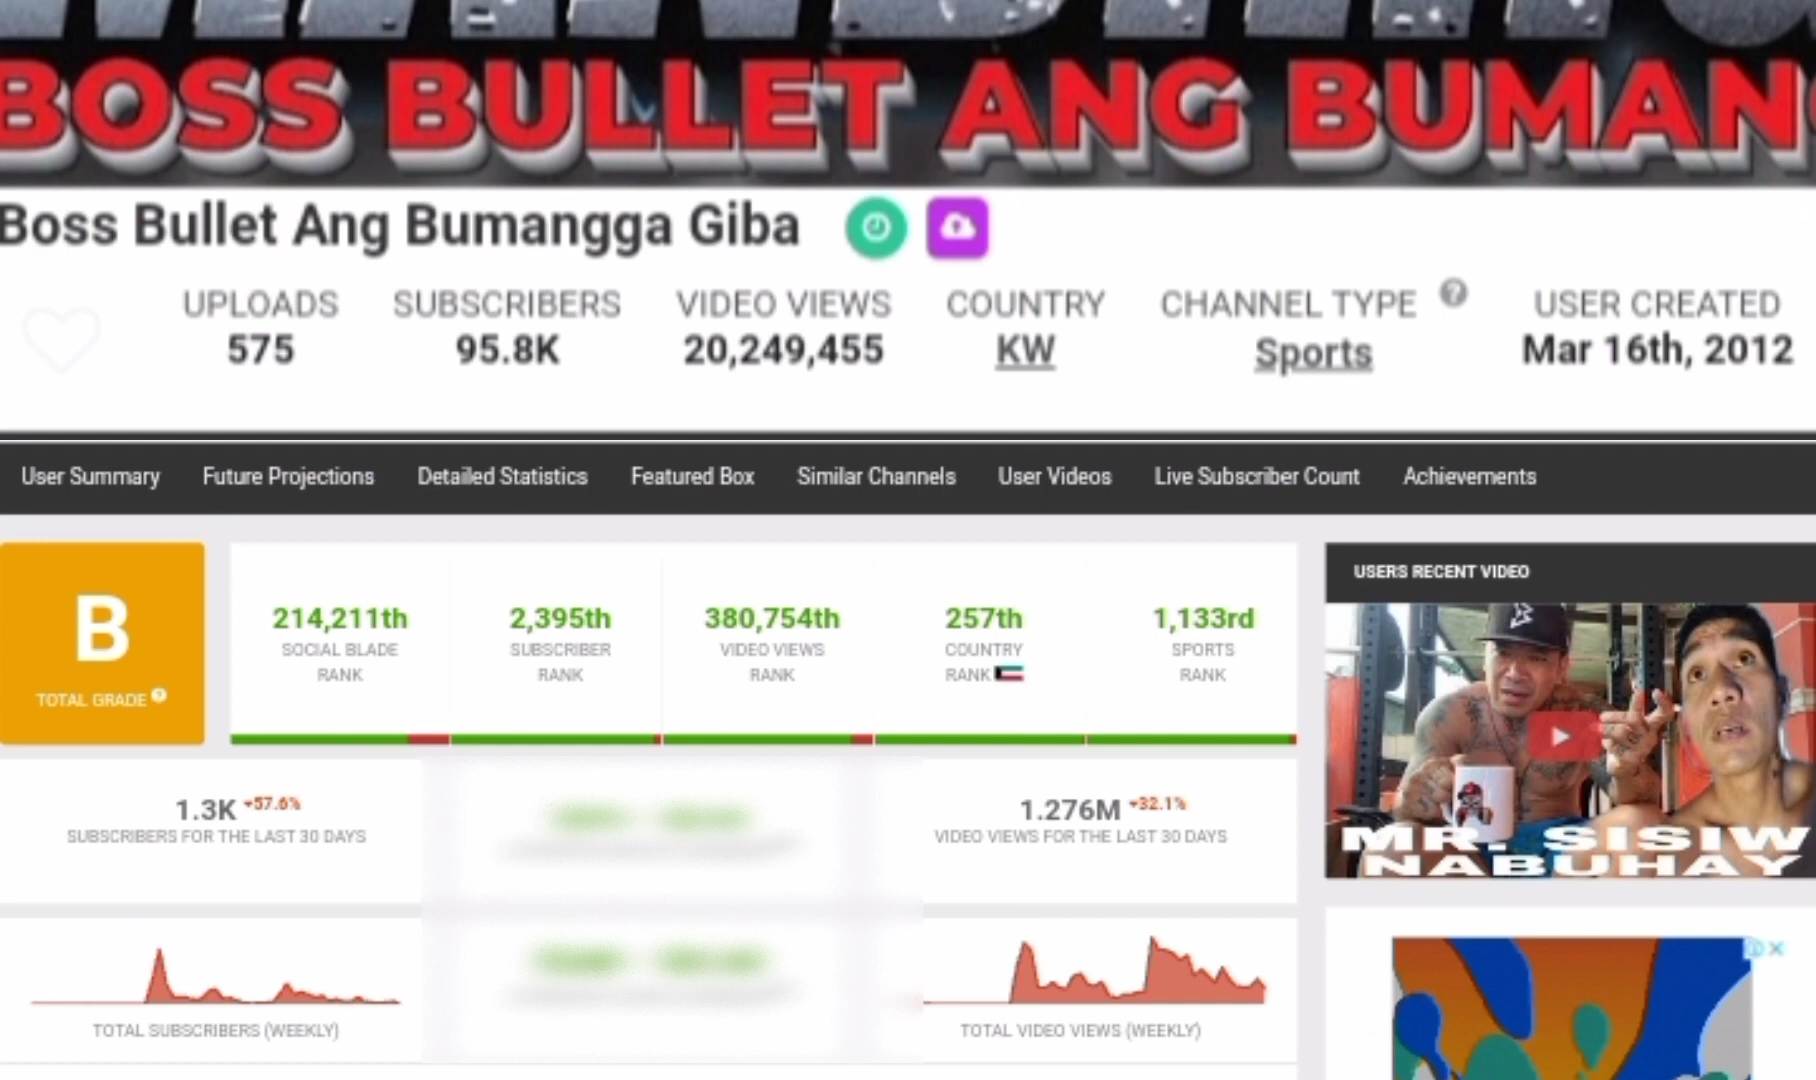 BOSS BULLET ANG BUMANG
Boss Bullet Ang Bumangga Giba
UPLOADS SUBSCRIBERS VIDEO VIEWS COUNTRY CHANNEL TYPE ? USER CREATED
575 95.8K 20,249,455 KW Sports Mar 16th, 2012
User Summary Future Projections Detailed Statistics Featured Box Similar Channels User Videos Live Subscriber Count Achievements
B
TOTAL GRADE ?
214,211th
SOCIAL BLADE
RANK
2,395th
SUBSCRIBER
RANK
380,754th
VIDEO VIEWS
RANK
257th
COUNTRY
RANK
1,133rd
SPORTS
RANK
USERS RECENT VIDEO
MR. SISIW
NABUHAY
1.3K +57.6%
SUBSCRIBERS FOR THE LAST 30 DAYS
1.276M +32.1%
VIDEO VIEWS FOR THE LAST 30 DAYS
TOTAL SUBSCRIBERS (WEEKLY)
TOTAL VIDEO VIEWS (WEEKLY)